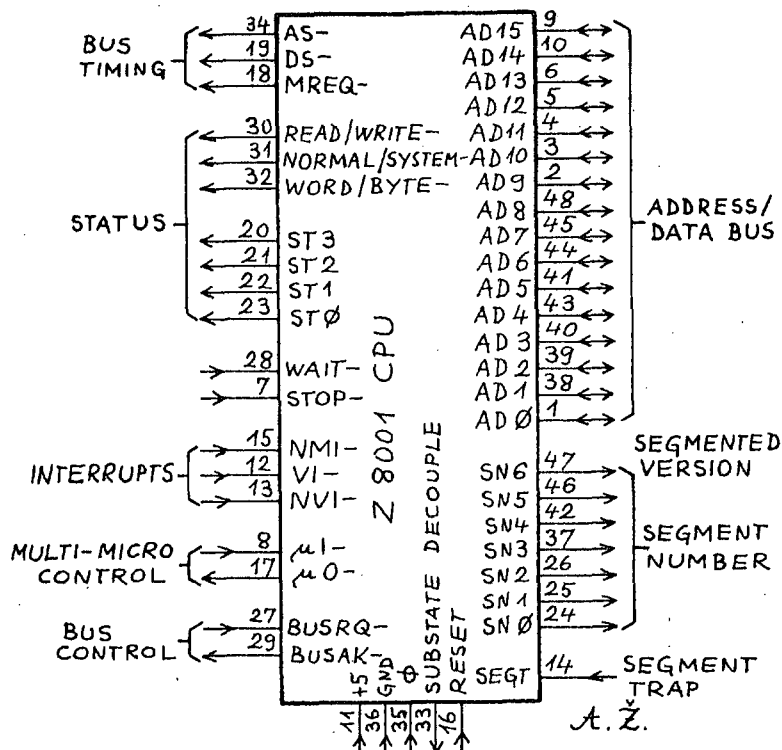 BUS TIMING
34 AS-
19 DS-
18 MREQ-
STATUS
30 READ/WRITE-
31 NORMAL/SYSTEM-
32 WORD/BYTE-
20 ST3
21 ST2
22 ST1
23 STØ
28 WAIT-
7 STOP-
INTERRUPTS
15 NMI-
12 VI-
13 NVI-
MULTI-MICRO CONTROL
8 μI-
17 μO-
BUS CONTROL
27 BUSRQ-
29 BUSAK-
Z 8001 CPU
AD15 9
AD14 10
AD13 6
AD12 5
AD11 4
AD10 3
AD9 2
AD8 48
AD7 45
AD6 44
AD5 41
AD4 43
AD3 40
AD2 39
AD1 38
ADØ 1
ADDRESS/
DATA BUS
SEGMENTED
VERSION
SN6 47
SN5 46
SN4 42
SN3 37
SN2 26
SN1 25
SNØ 24
SEGMENT
NUMBER
SEGT 14
SEGMENT
TRAP
+5 11
GND 36
Φ 35
SUBSTATE DECOUPLE 33
RESET 16
A.Ž.